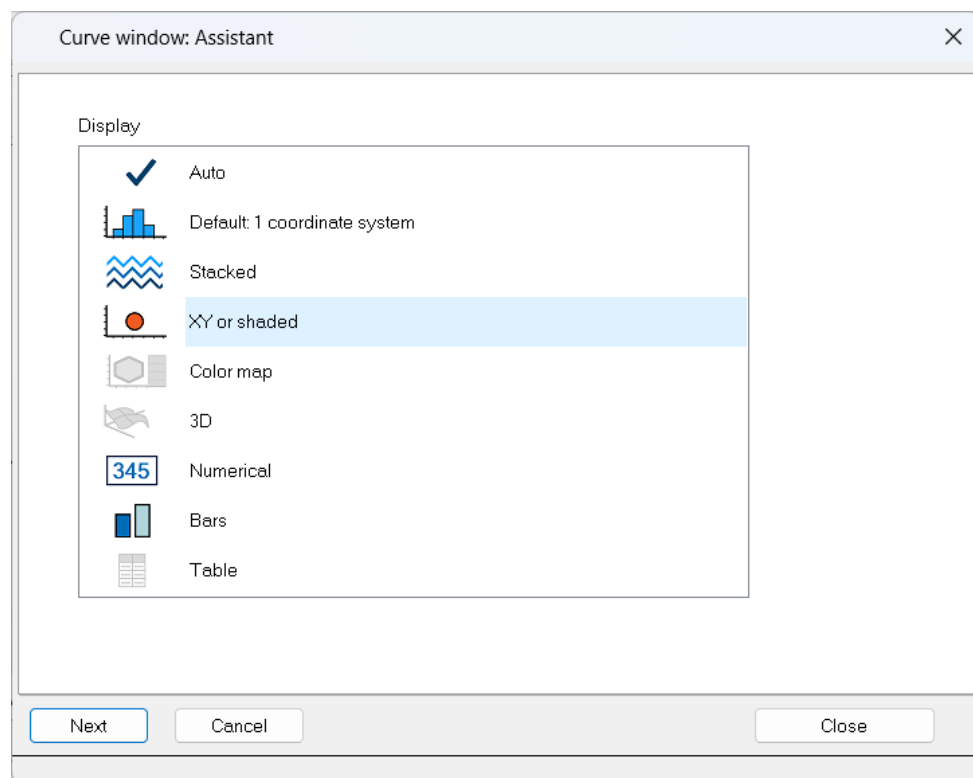 Curve window: Assistant
Display
Auto
Default: 1 coordinate system
Stacked
XY or shaded
Color map
3D
345 Numerical
Bars
Table
Next Cancel Close